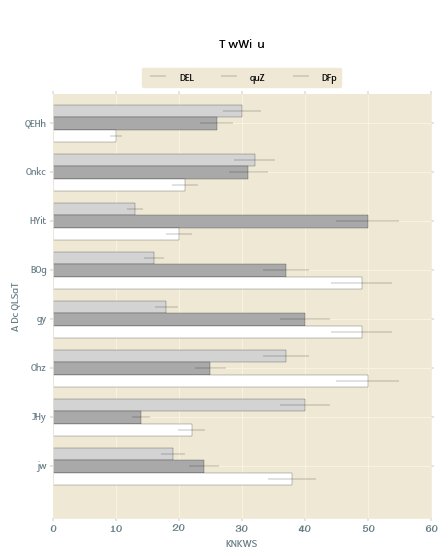 T wWi u
DEL quZ DFp
QEHh
Onkc
HYit
BOg
gy
Ohz
JHy
jw
A Dc QLSaT
0 10 20 30 40 50 60
KNKWS